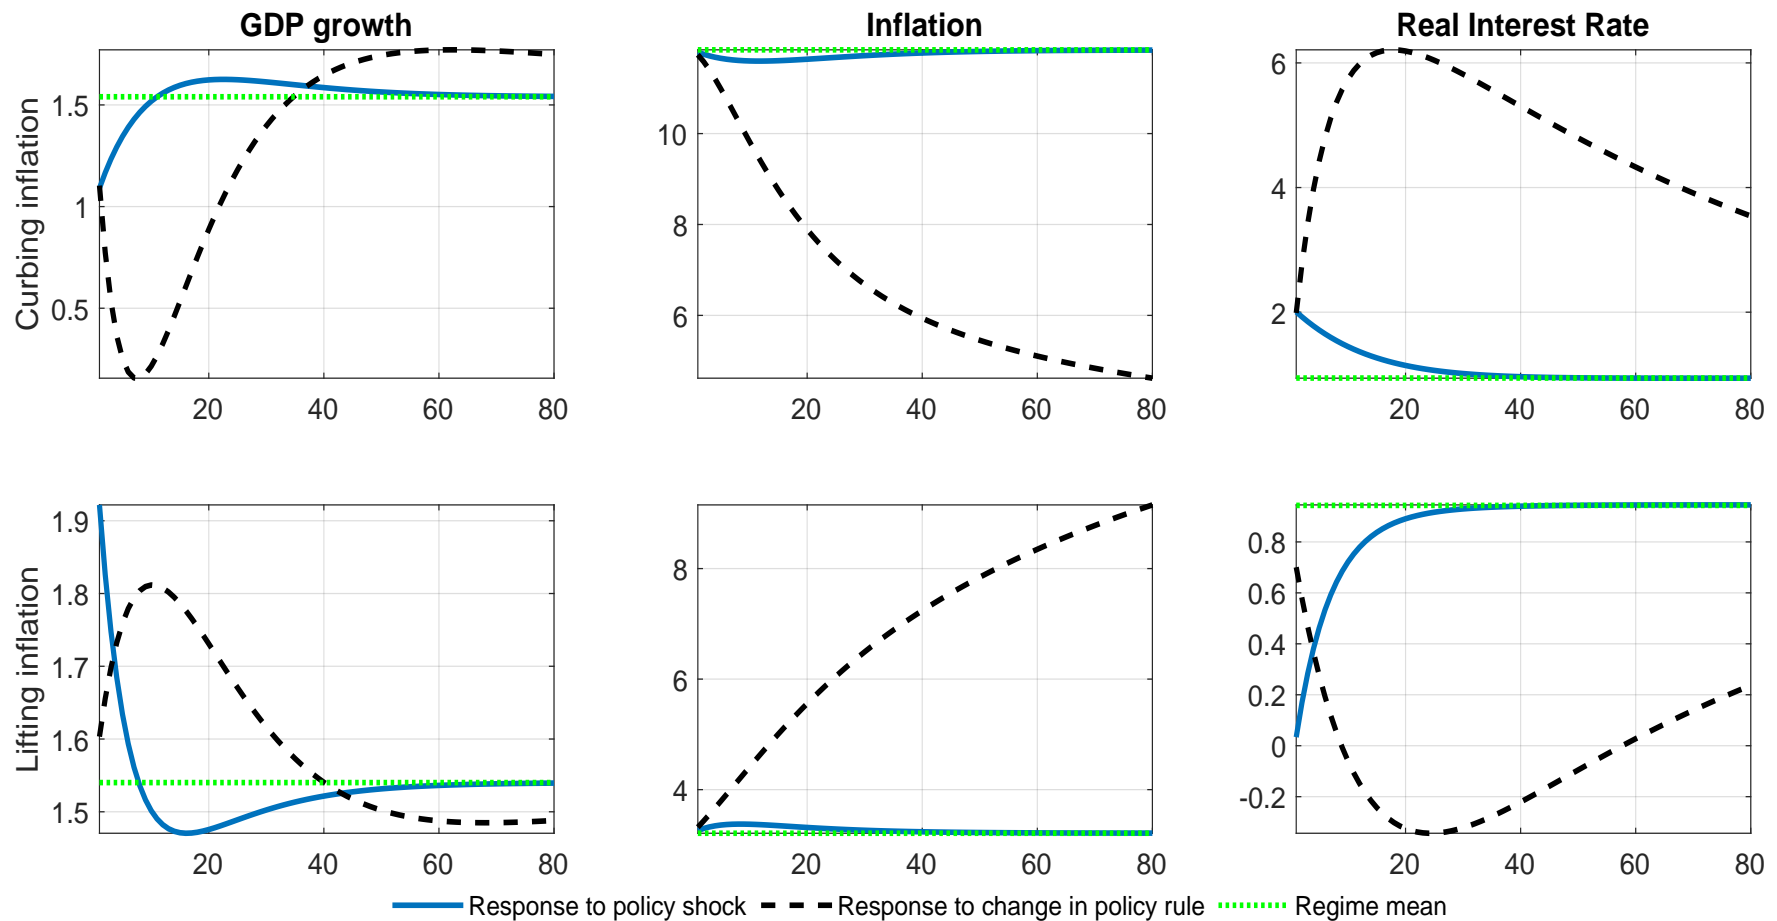 GDP growth
Inflation
Real Interest Rate
Curbing inflation
1.5
1
0.5
20 40 60 80
10
8
6
20 40 60 80
6
4
2
20 40 60 80
Lifting inflation
1.9
1.8
1.7
1.6
1.5
20 40 60 80
8
6
4
20 40 60 80
0.8
0.6
0.4
0.2
0
-0.2
20 40 60 80
Response to policy shock Response to change in policy rule Regime mean